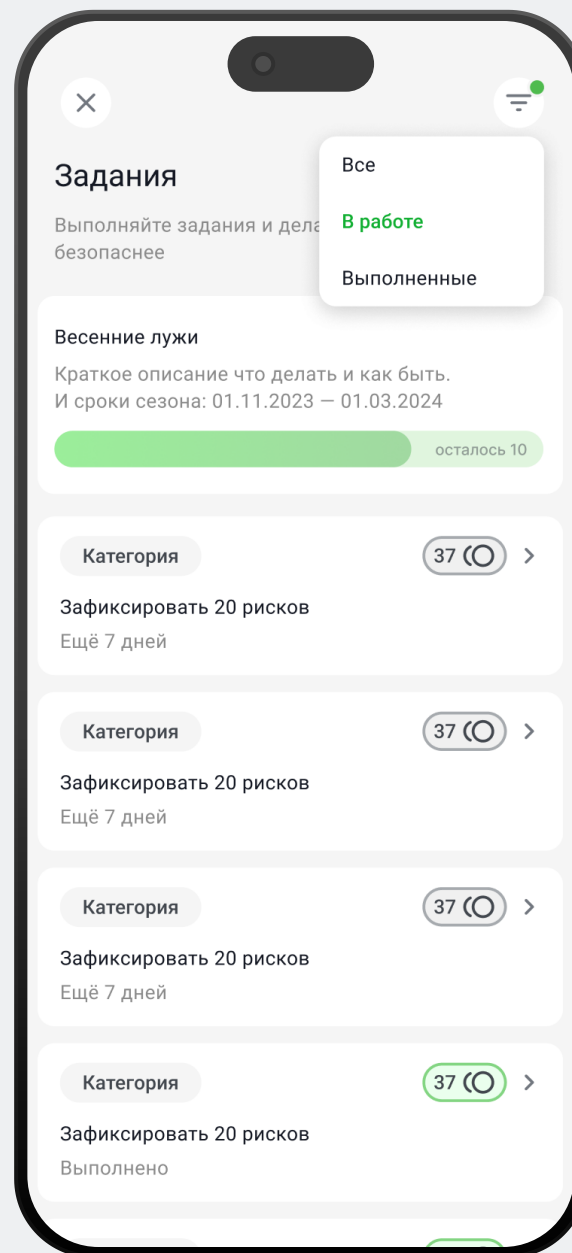 Все
Задания
В работе
Выполняйте задания и дела
безопаснее
Выполненные
Весенние лужи
Краткое описание что делать и как быть.
И сроки сезона: 01.11.2023 — 01.03.2024
осталось 10
Категория
37
Зафиксировать 20 рисков
Ещё 7 дней
Категория
37
Зафиксировать 20 рисков
Ещё 7 дней
Категория
37
Зафиксировать 20 рисков
Ещё 7 дней
Категория
37
Зафиксировать 20 рисков
Выполнено